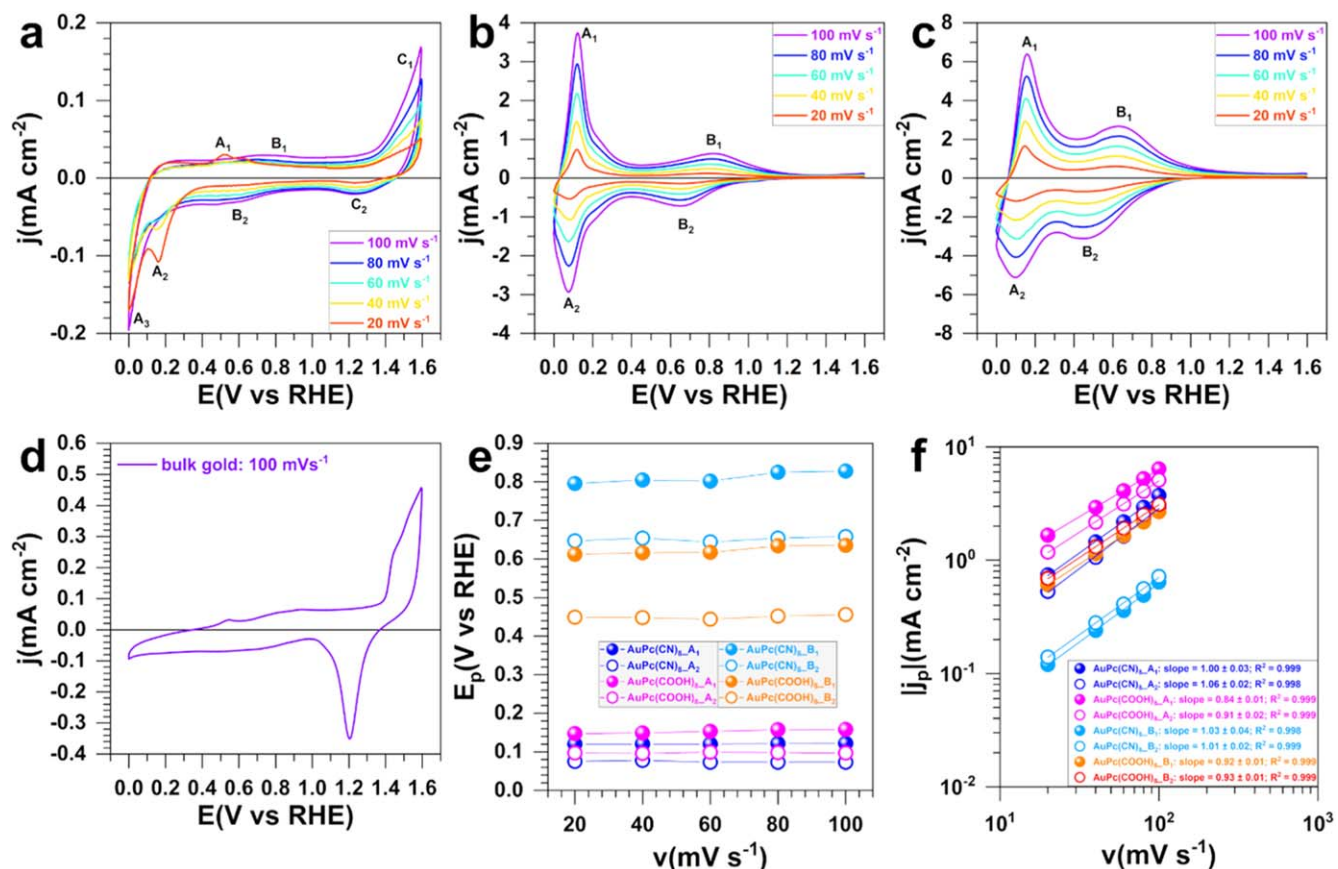 a
0.2
0.1
0.0
-0.1
-0.2
j(mA cm⁻²)
A₁
B₁
C₁
B₂
C₂
A₂
A₃
100 mV s⁻¹
80 mV s⁻¹
60 mV s⁻¹
40 mV s⁻¹
20 mV s⁻¹
0.0 0.2 0.4 0.6 0.8 1.0 1.2 1.4 1.6
E(V vs RHE)
b
4
3
2
1
0
-1
-2
-3
-4
j(mA cm⁻²)
A₁
B₁
B₂
A₂
100 mV s⁻¹
80 mV s⁻¹
60 mV s⁻¹
40 mV s⁻¹
20 mV s⁻¹
0.0 0.2 0.4 0.6 0.8 1.0 1.2 1.4 1.6
E(V vs RHE)
c
8
6
4
2
0
-2
-4
-6
-8
j(mA cm⁻²)
A₁
B₁
B₂
A₂
100 mV s⁻¹
80 mV s⁻¹
60 mV s⁻¹
40 mV s⁻¹
20 mV s⁻¹
0.0 0.2 0.4 0.6 0.8 1.0 1.2 1.4 1.6
E(V vs RHE)
d
bulk gold: 100 mVs⁻¹
0.6
0.5
0.4
0.3
0.2
0.1
0.0
-0.1
-0.2
-0.3
-0.4
j(mA cm⁻²)
0.0 0.2 0.4 0.6 0.8 1.0 1.2 1.4 1.6
E(V vs RHE)
e
0.9
0.8
0.7
0.6
0.5
0.4
0.3
0.2
0.1
0.0
Eₚ(V vs RHE)
AuPc(CN)₈_A₁ AuPc(CN)₈_B₁
AuPc(CN)₈_A₂ AuPc(CN)₈_B₂
AuPc(COOH)₈_A₁ AuPc(COOH)₈_B₁
AuPc(COOH)₈_A₂ AuPc(COOH)₈_B₂
20 40 60 80 100
v(mV s⁻¹)
f
10¹
10⁰
10⁻¹
10⁻²
|jₚ|(mA cm⁻²)
AuPc(CN)₈_A₁: slope = 1.00 ± 0.03; R² = 0.999
AuPc(CN)₈_A₂: slope = 1.06 ± 0.02; R² = 0.998
AuPc(COOH)₈_A₁: slope = 0.84 ± 0.01; R² = 0.999
AuPc(COOH)₈_A₂: slope = 0.91 ± 0.02; R² = 0.999
AuPc(CN)₈_B₁: slope = 1.03 ± 0.04; R² = 0.998
AuPc(CN)₈_B₂: slope = 1.01 ± 0.02; R² = 0.999
AuPc(COOH)₈_B₁: slope = 0.92 ± 0.01; R² = 0.999
AuPc(COOH)₈_B₂: slope = 0.93 ± 0.01; R² = 0.999
10¹ 10² 10³
v(mV s⁻¹)